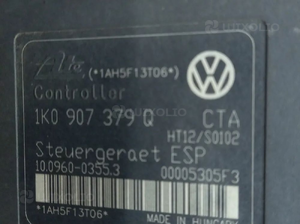 Ate (*1AH5F13T06*)
Controller
1K0 907 379 Q CTA
HT12/S0102
Steuergeraet ESP
10.0960-0355.3 00005305F3
*1AH5F13T06* MADE IN HUNGARY